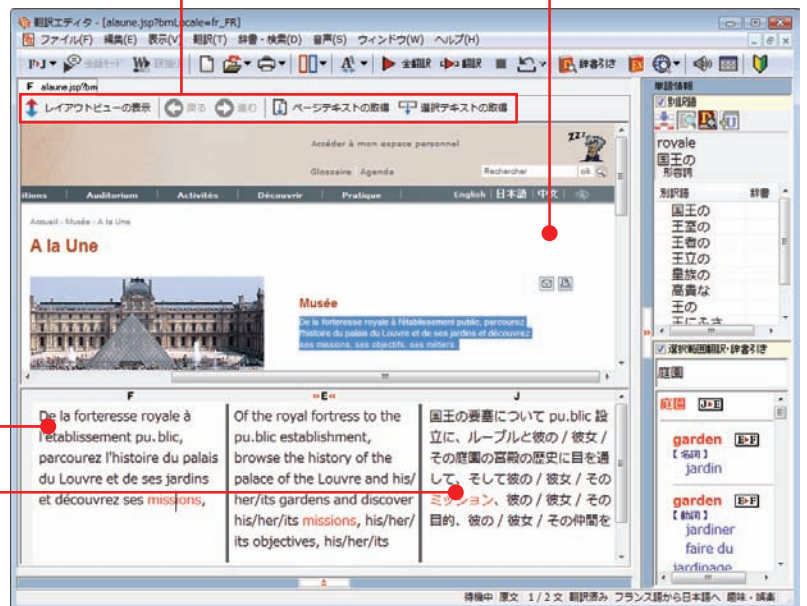 翻訳エディタ - [alaune.jsp?bmLocale=fr_FR]
ファイル(F) 編集(E) 表示(V) 翻訳(T) 辞書・検索(D) 音声(S) ウィンドウ(W) ヘルプ(H)
全翻訳 翻訳 辞書引き
F alaune.jsp?bm
レイアウトビューの表示 戻る 進む ページテキストの取得 選択テキストの取得
Accéder à mon espace personnel
Glossaire Agenda Rechercher ok
itions Auditorium Activités Découvrir Pratique English 日本語 中文
Accueil - Musée - A la Une
A la Une
Musée
De la forteresse royale à l'établissement public, parcourez
l'histoire du palais du Louvre et de ses jardins et découvrez
ses missions, ses objectifs, ses métiers.
F
De la forteresse royale à
l'établissement pu.blic,
parcourez l'histoire du palais
du Louvre et de ses jardins
et découvrez ses missions,
»E«
Of the royal fortress to the
pu.blic establishment,
browse the history of the
palace of the Louvre and his/
her/its gardens and discover
his/her/its missions, his/her/
its objectives, his/her/its
J
国王の要塞について pu.blic 設
立に、ルーブルと彼の / 彼女 /
その庭園の宮殿の歴史に目を通
して、そして彼の / 彼女 / その
ミッション、彼の / 彼女 / その
目的、彼の / 彼女 / その仲間を
単語情報
別訳語
royale
国王の
形容詞
別訳語 辞書
国王の
王室の
王者の
王立の
皇族の
高貴な
王の
王にふさ
選択範囲翻訳・辞書引き
庭園
庭園 J▸E
garden E▸F
【名詞】
jardin
garden E▸F
【動詞】
jardiner
faire du
jardinage
待機中 原文 1 / 2 文 翻訳済み フランス語から日本語へ 趣味・娯楽